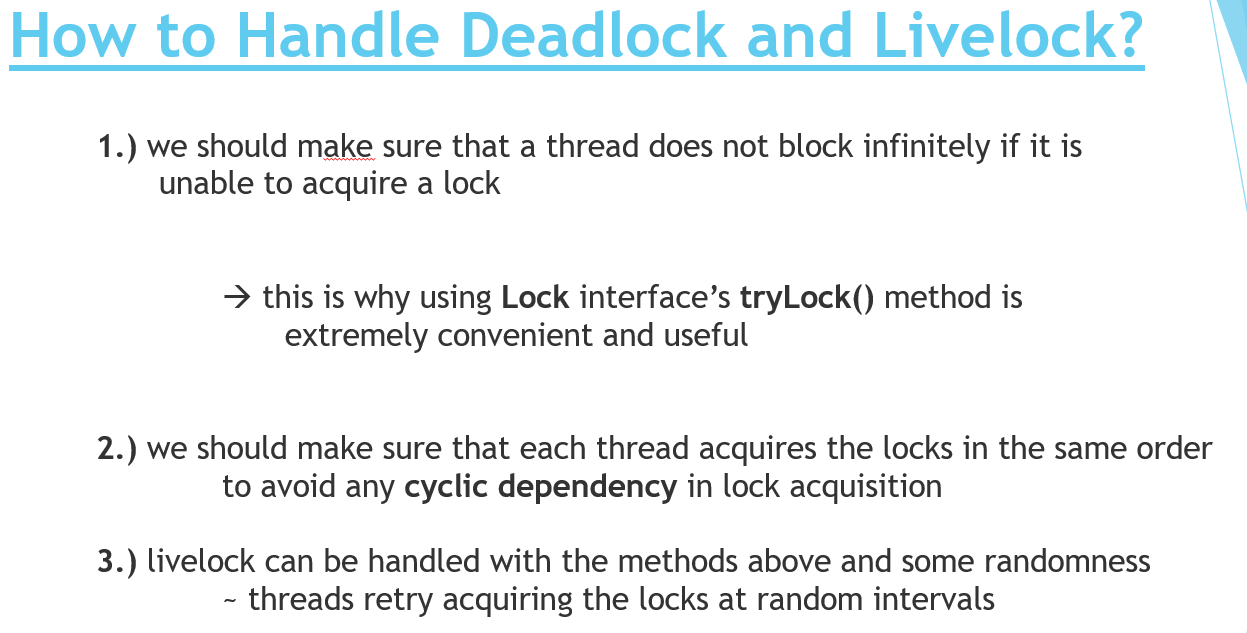 How to Handle Deadlock and Livelock?
1.) we should make sure that a thread does not block infinitely if it is
unable to acquire a lock
→ this is why using Lock interface’s tryLock() method is
extremely convenient and useful
2.) we should make sure that each thread acquires the locks in the same order
to avoid any cyclic dependency in lock acquisition
3.) livelock can be handled with the methods above and some randomness
~ threads retry acquiring the locks at random intervals